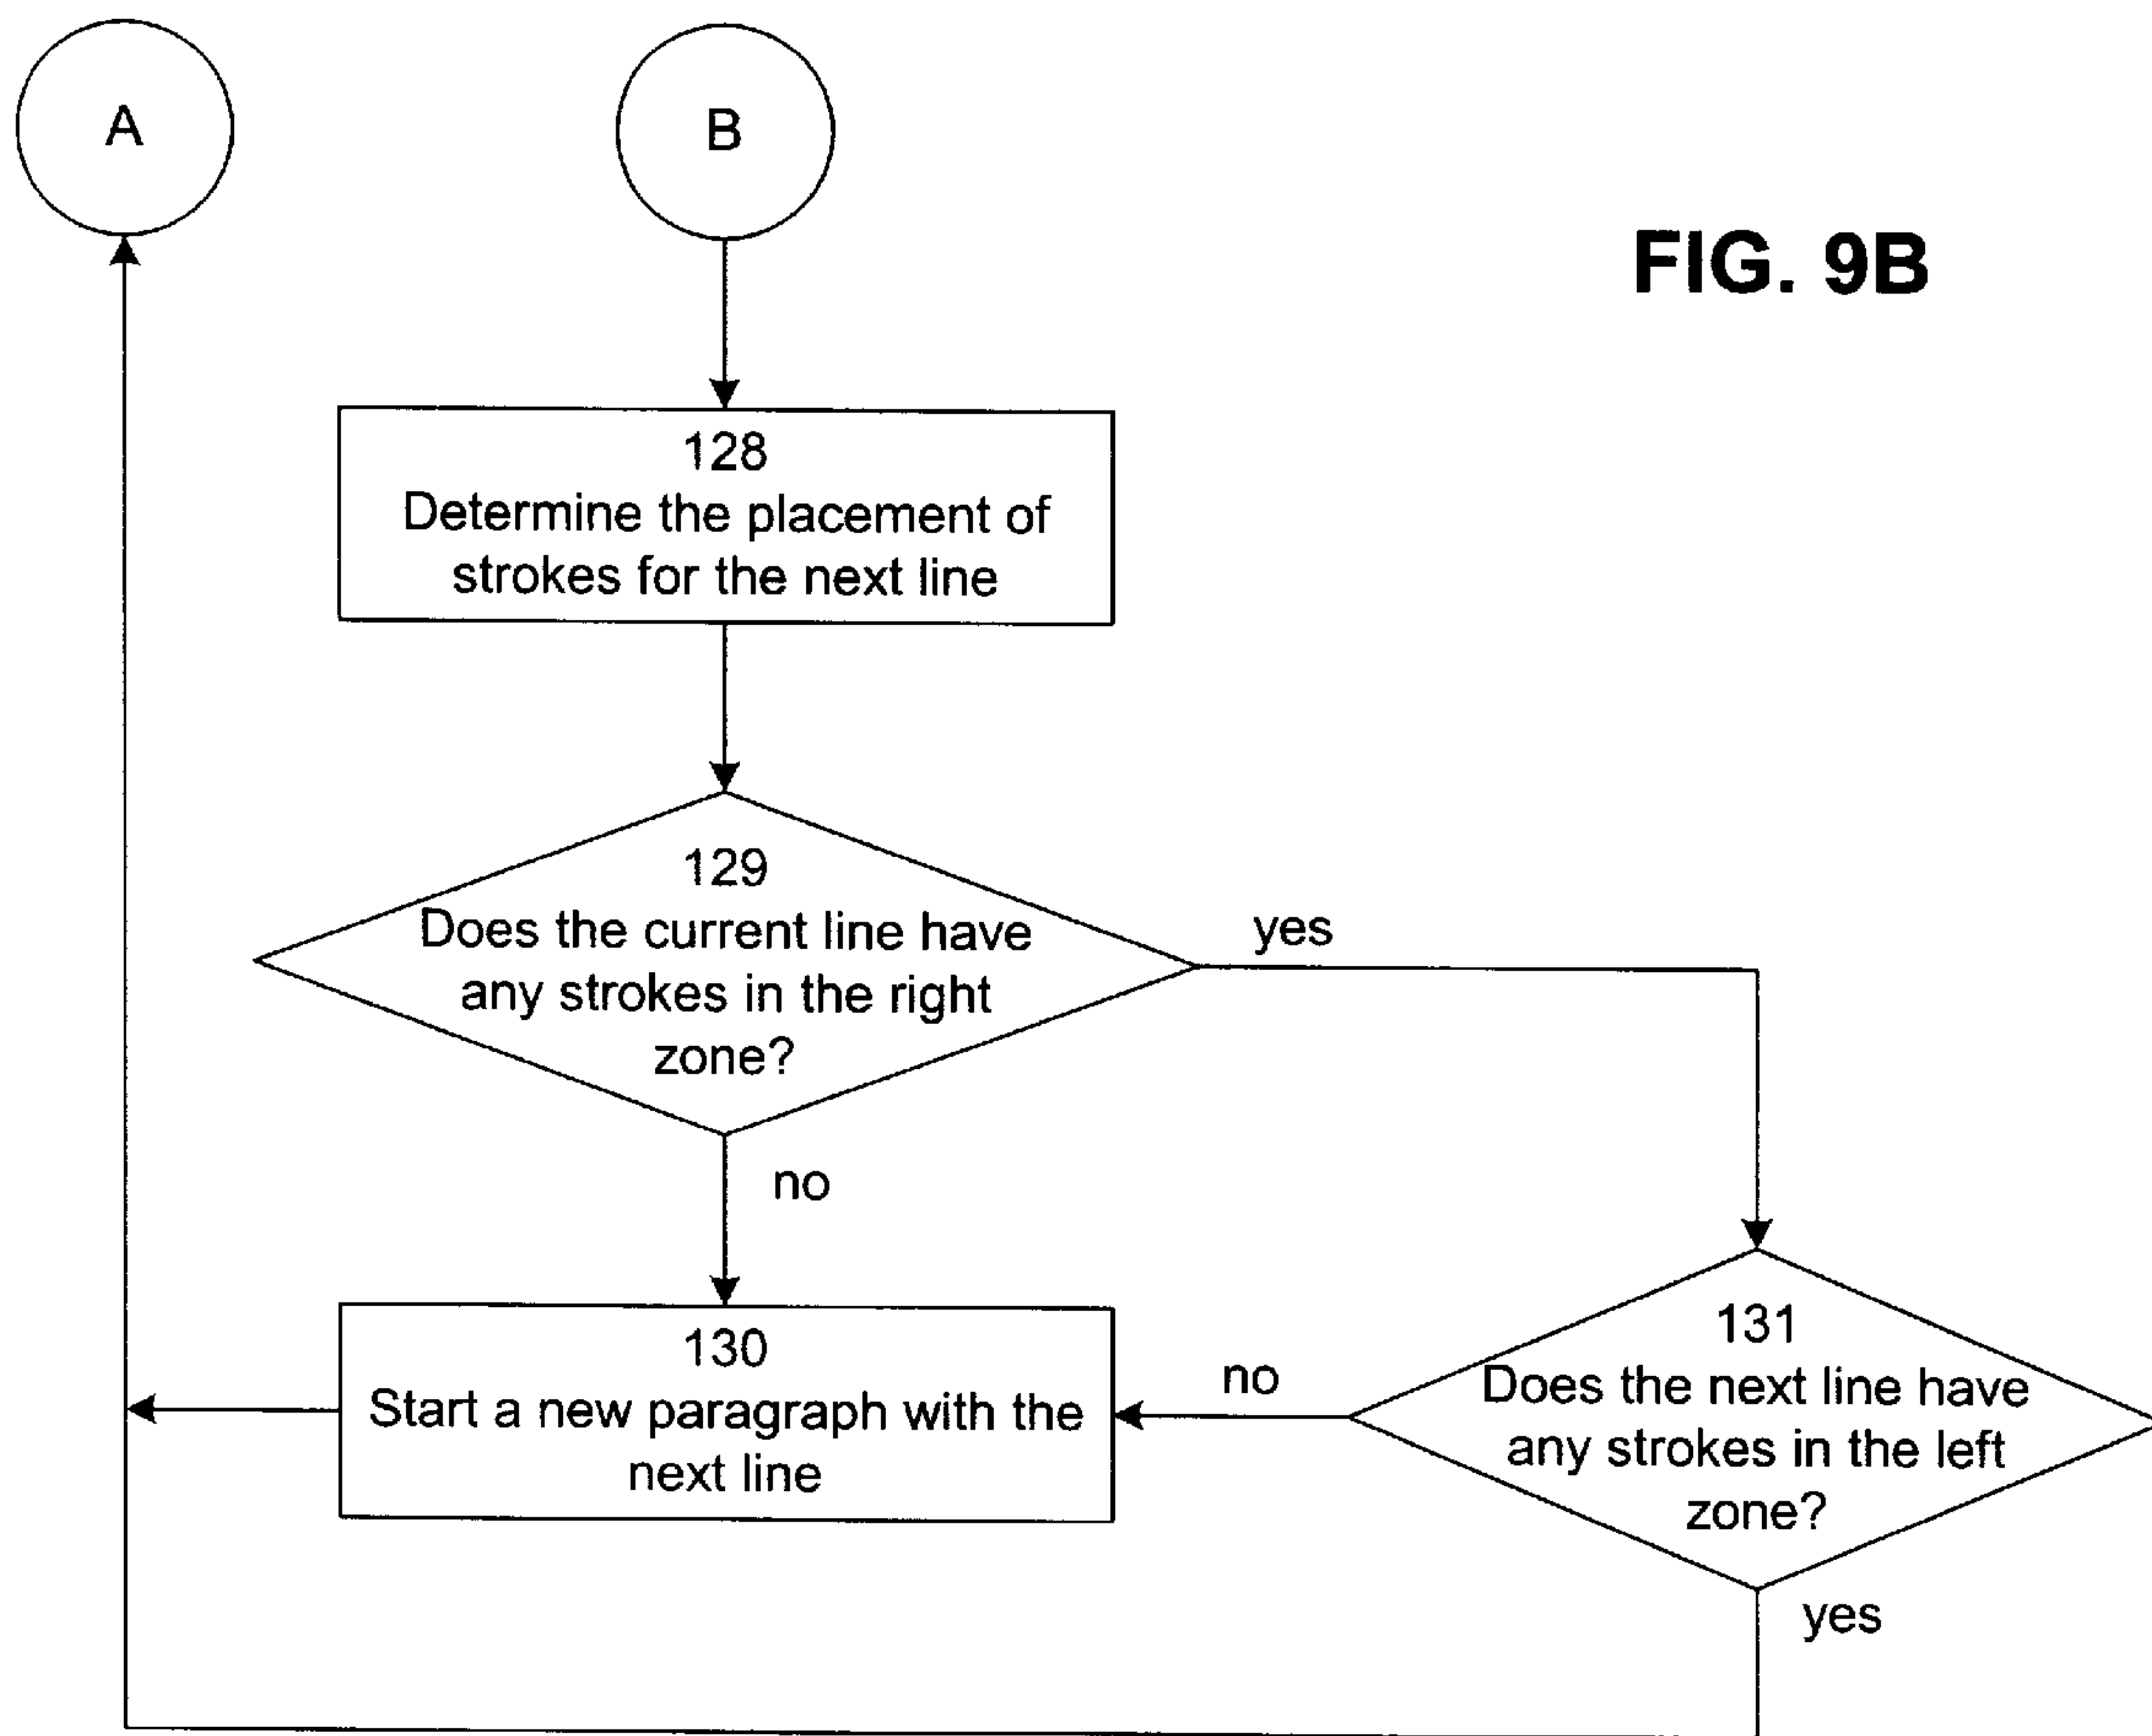 A
B
FIG. 9B
128
Determine the placement of
strokes for the next line
129
Does the current line have
any strokes in the right
zone?
yes
no
130
Start a new paragraph with the
next line
no
131
Does the next line have
any strokes in the left
zone?
yes